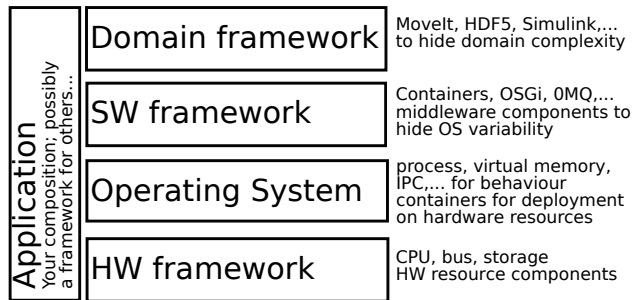 Application
Your composition; possibly
a framework for others...
Domain framework
MoveIt, HDF5, Simulink,...
to hide domain complexity
SW framework
Containers, OSGi, 0MQ,...
middleware components to
hide OS variability
Operating System
process, virtual memory,
IPC,... for behaviour
containers for deployment
on hardware resources
HW framework
CPU, bus, storage
HW resource components